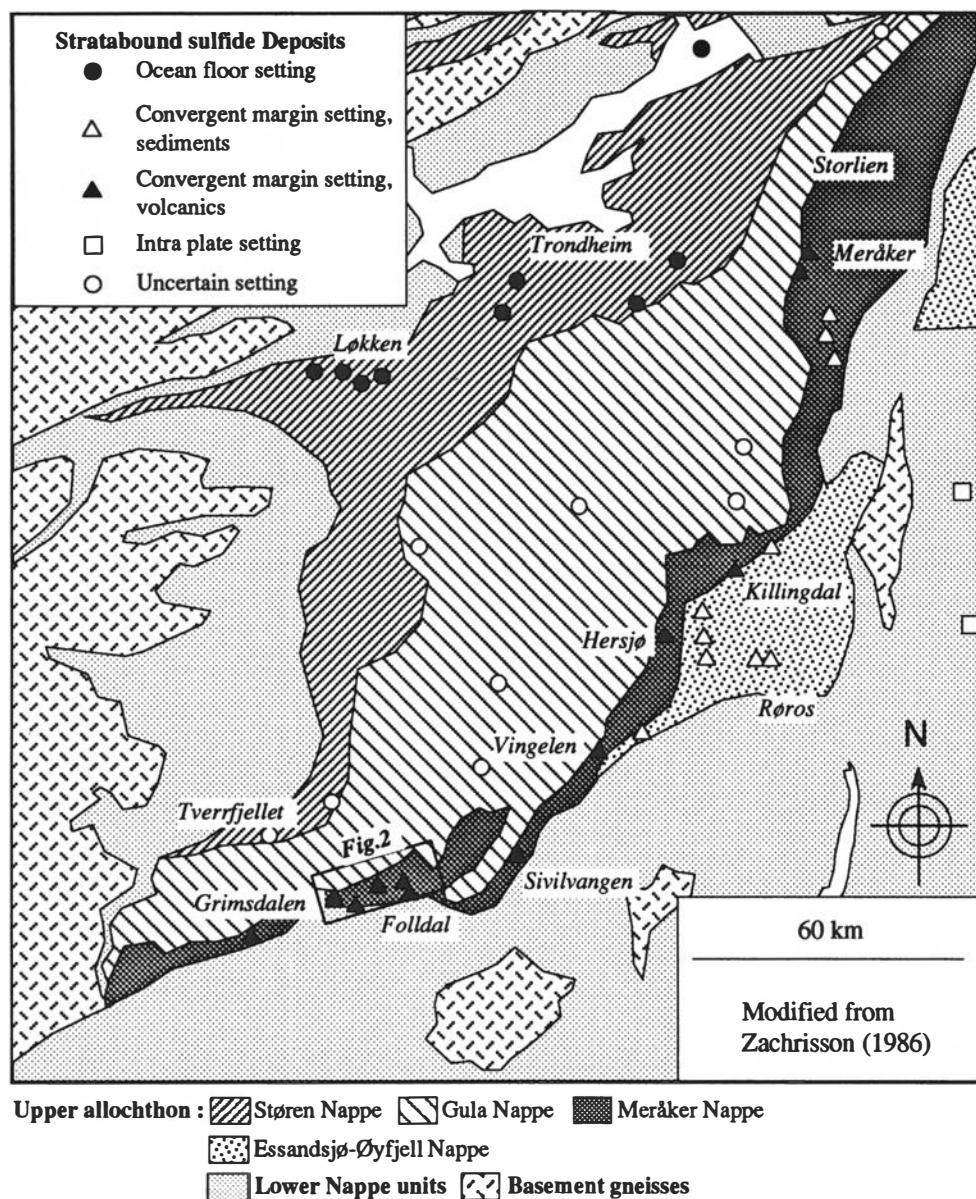 Stratabound sulfide Deposits
Ocean floor setting
Convergent margin setting,
sediments
Convergent margin setting,
volcanics
Intra plate setting
Uncertain setting
Storlien
Trondheim
Meråker
Løkken
Killingdal
Hersjø
Røros
Vingelen
N
Tverrfjellet
Fig.2
Grimsdalen
Sivilvangen
Folldal
60 km
Modified from
Zachrisson (1986)
Upper allochthon : Støren Nappe Gula Nappe Meråker Nappe
Essandsjø-Øyfjell Nappe
Lower Nappe units Basement gneisses